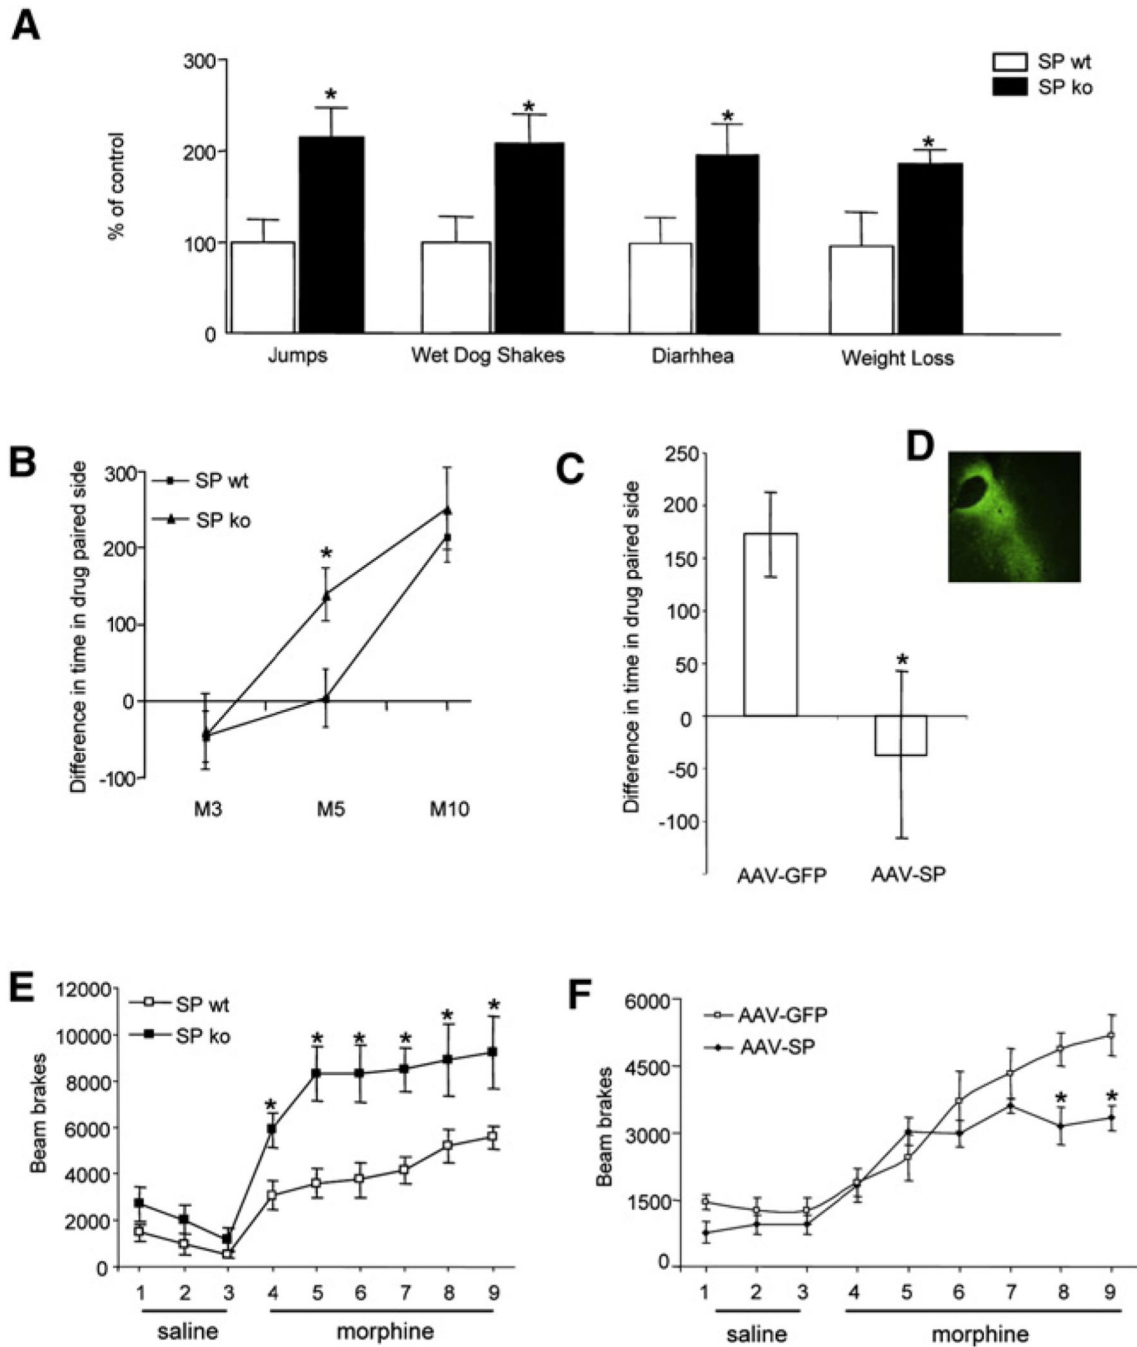 A
300
200
100
0
% of control
SP wt
SP ko
*
*
*
*
Jumps
Wet Dog Shakes
Diarhhea
Weight Loss
B
Difference in time in drug paired side
300
200
100
0
-100
SP wt
SP ko
*
M3
M5
M10
C
Difference in time in drug paired side
250
200
150
100
50
0
-50
-100
*
AAV-GFP
AAV-SP
D
E
Beam brakes
12000
10000
8000
6000
4000
2000
0
SP wt
SP ko
* * * * * *
1 2 3 4 5 6 7 8 9
saline
morphine
F
Beam brakes
6000
4500
3000
1500
0
AAV-GFP
AAV-SP
* *
1 2 3 4 5 6 7 8 9
saline
morphine